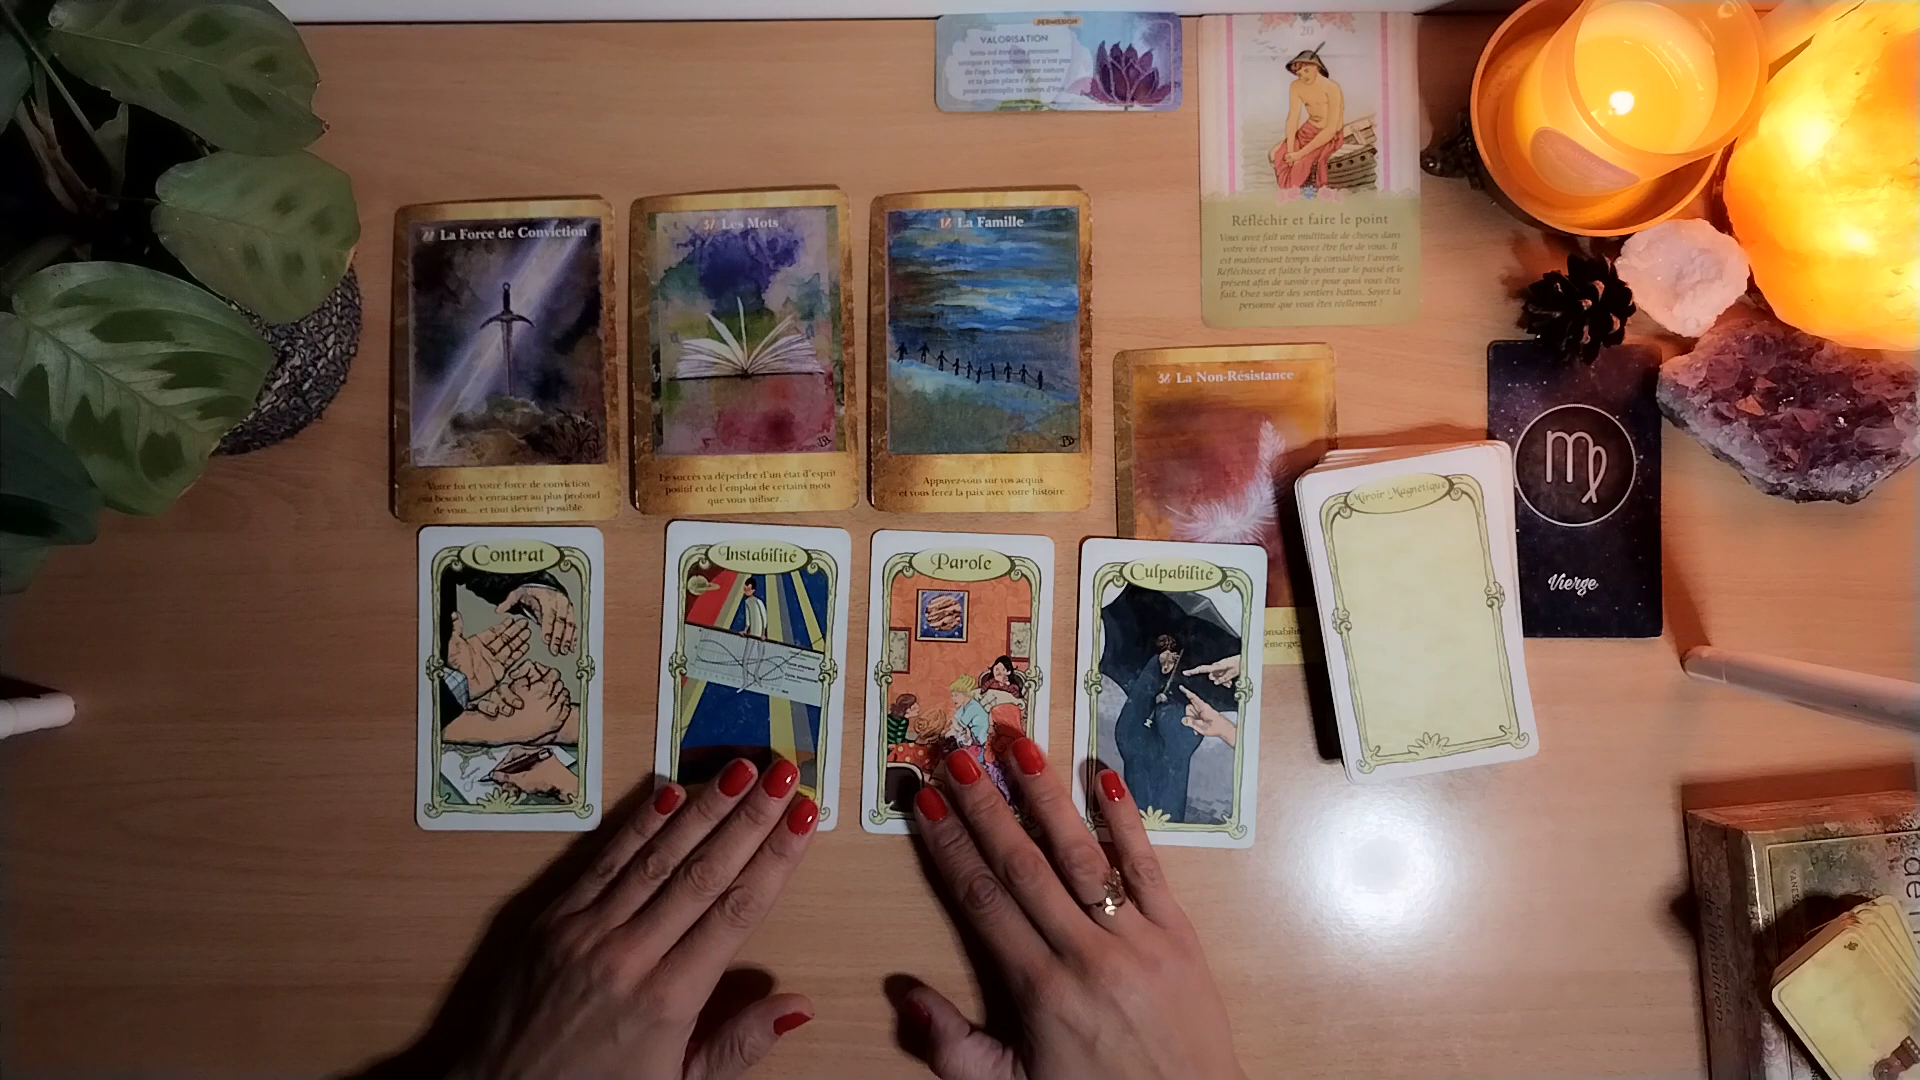 PERMISSION
VALORISATION
20
Réfléchir et faire le point
Vous avez fait une multitude de choses dans
votre vie et vous pouvez être fier de vous. Il
est maintenant temps de considérer l'avenir.
Réfléchissez et faites le point sur le passé et le
présent afin de savoir ce pour quoi vous êtes
fait. Osez sortir des sentiers battus. Soyez la
personne que vous êtes réellement !
22 La Force de Conviction
Votre foi et votre force de conviction
ont besoin de s'enraciner au plus profond
de vous... et tout devient possible.
37 Les Mots
Le succès va dépendre d'un état d'esprit
positif et de l'emploi de certains mots
que vous utilisez...
La Famille
Appuyez-vous sur vos acquis
et vous ferez la paix avec votre histoire
La Non-Résistance
Miroir Magnétique
Vierge
Contrat
Instabilité
Parole
Culpabilité
de l'intuition